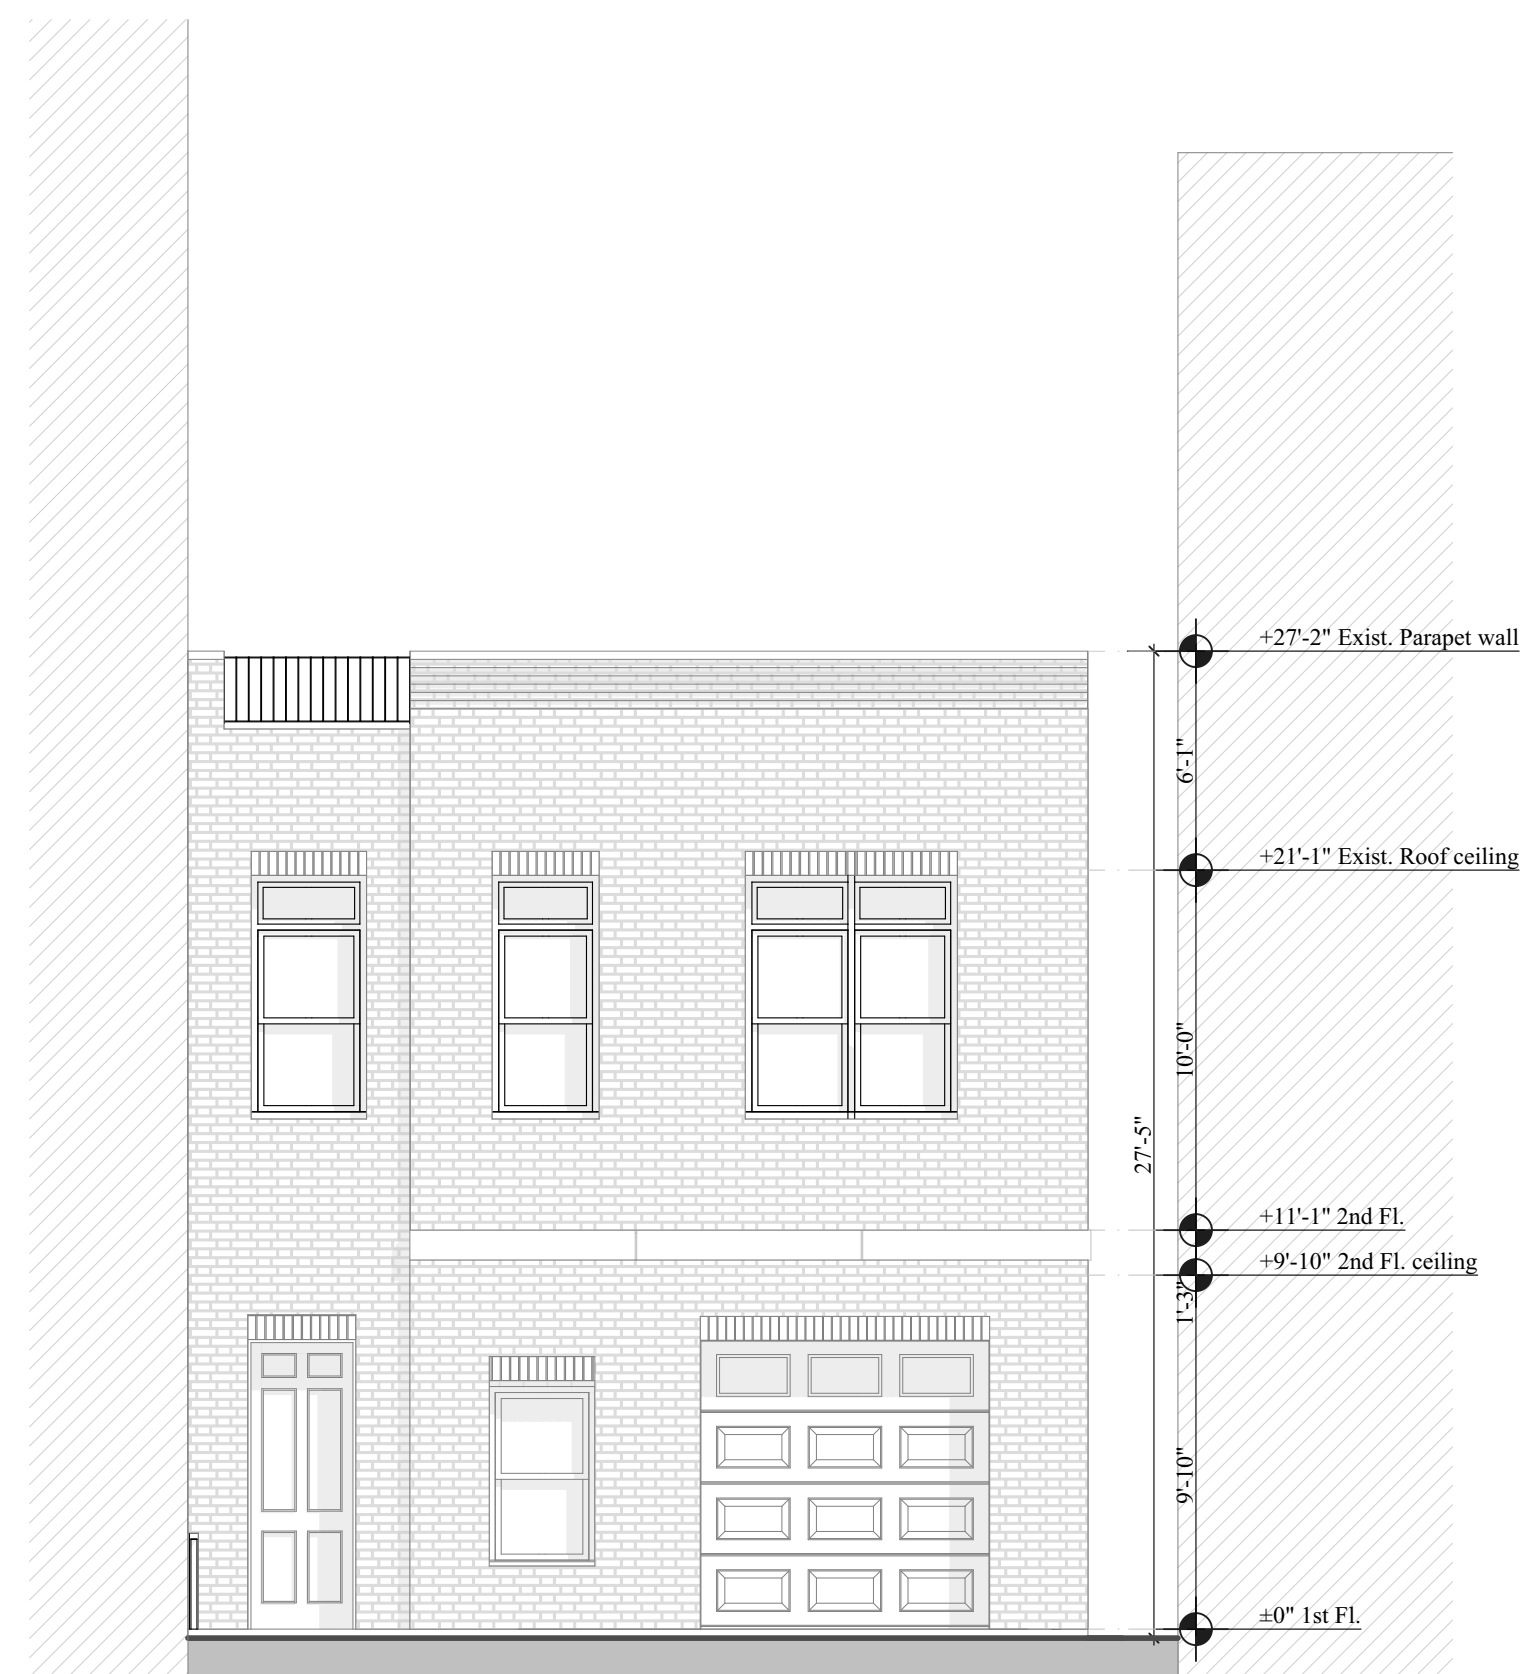 +27'-2" Exist. Parapet wall
6'-1"
+21'-1" Exist. Roof ceiling
10'-0"
27'-5"
+11'-1" 2nd Fl.
+9'-10" 2nd Fl. ceiling
1'-3"
9'-10"
±0" 1st Fl.